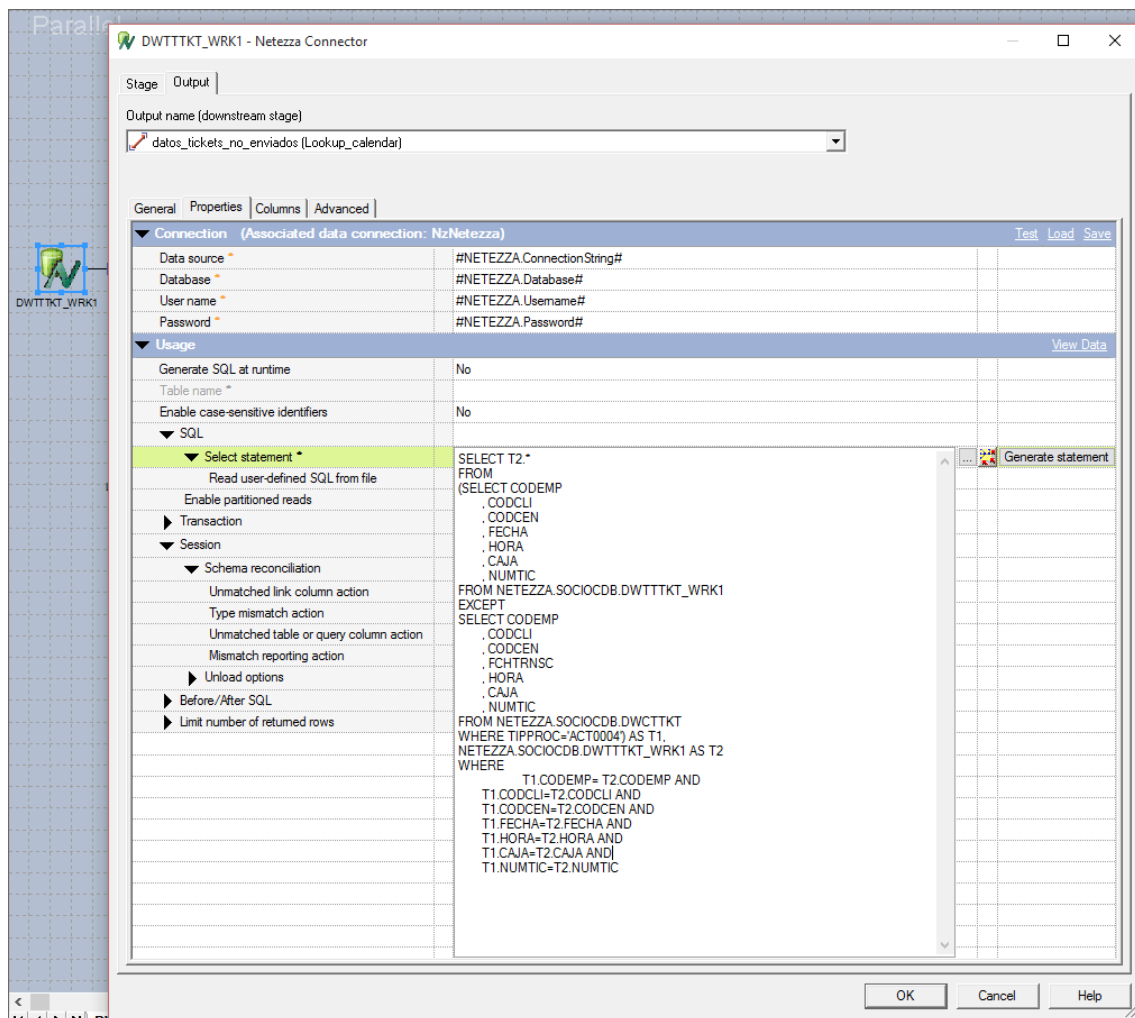 Parallel
DWTTTKT_WRK1 - Netezza Connector
Stage Output
Output name (downstream stage)
datos_tickets_no_enviados (Lookup_calendar)
General Properties Columns Advanced
Connection (Associated data connection: NzNetezza) Test Load Save
Data source * #NETEZZA.ConnectionString#
Database * #NETEZZA.Database#
User name * #NETEZZA.Username#
Password * #NETEZZA.Password#
Usage View Data
Generate SQL at runtime No
Table name *
Enable case-sensitive identifiers No
SQL
Select statement * ... Generate statement
Read user-defined SQL from file
Enable partitioned reads
Transaction
Session
Schema reconciliation
Unmatched link column action
Type mismatch action
Unmatched table or query column action
Mismatch reporting action
Unload options
Before/After SQL
Limit number of returned rows
SELECT T2.*
FROM
(SELECT CODEMP
, CODCLI
, CODCEN
, FECHA
, HORA
, CAJA
, NUMTIC
FROM NETEZZA.SOCIOCDB.DWTTTKT_WRK1
EXCEPT
SELECT CODEMP
, CODCLI
, CODCEN
, FCHTRNSC
, HORA
, CAJA
, NUMTIC
FROM NETEZZA.SOCIOCDB.DWCTTKT
WHERE TIPPROC='ACT0004') AS T1,
NETEZZA.SOCIOCDB.DWTTTKT_WRK1 AS T2
WHERE
T1.CODEMP= T2.CODEMP AND
T1.CODCLI=T2.CODCLI AND
T1.CODCEN=T2.CODCEN AND
T1.FECHA=T2.FECHA AND
T1.HORA=T2.HORA AND
T1.CAJA=T2.CAJA AND
T1.NUMTIC=T2.NUMTIC
DWTTTKT_WRK1
OK Cancel Help